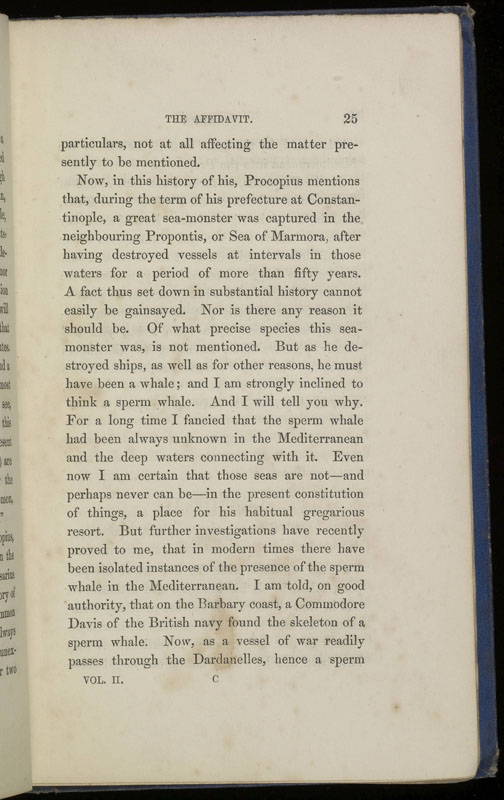 THE AFFIDAVIT. 25
particulars, not at all affecting the matter pre-
sently to be mentioned.
Now, in this history of his, Procopius mentions
that, during the term of his prefecture at Constan-
tinople, a great sea-monster was captured in the
neighbouring Propontis, or Sea of Marmora, after
having destroyed vessels at intervals in those
waters for a period of more than fifty years.
A fact thus set down in substantial history cannot
easily be gainsayed. Nor is there any reason it
should be. Of what precise species this sea-
monster was, is not mentioned. But as he de-
stroyed ships, as well as for other reasons, he must
have been a whale; and I am strongly inclined to
think a sperm whale. And I will tell you why.
For a long time I fancied that the sperm whale
had been always unknown in the Mediterranean
and the deep waters connecting with it. Even
now I am certain that those seas are not—and
perhaps never can be—in the present constitution
of things, a place for his habitual gregarious
resort. But further investigations have recently
proved to me, that in modern times there have
been isolated instances of the presence of the sperm
whale in the Mediterranean. I am told, on good
authority, that on the Barbary coast, a Commodore
Davis of the British navy found the skeleton of a
sperm whale. Now, as a vessel of war readily
passes through the Dardanelles, hence a sperm
VOL. II. C